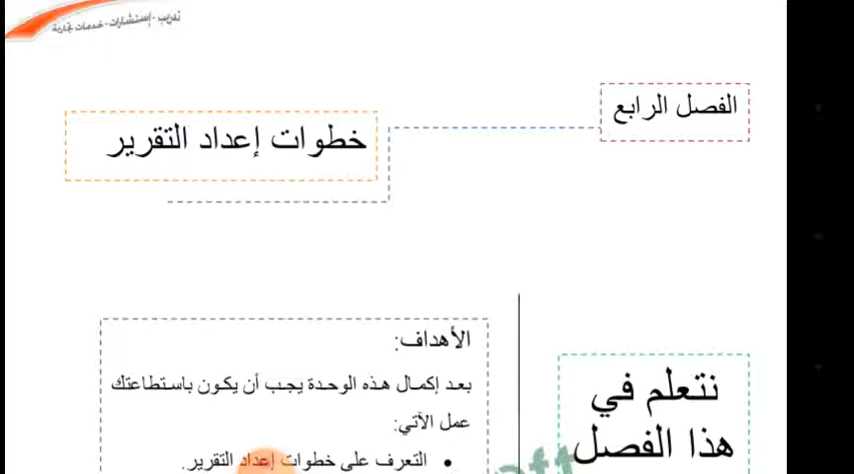 تدريب - إستشارات - خدمات تجارية
الفصل الرابع
خطوات إعداد التقرير
نتعلم في
هذا الفصل
الأهداف:
بعد إكمال هذه الوحدة يجب أن يكون باستطاعتك
عمل الآتي:
• التعرف على خطوات إعداد التقرير.